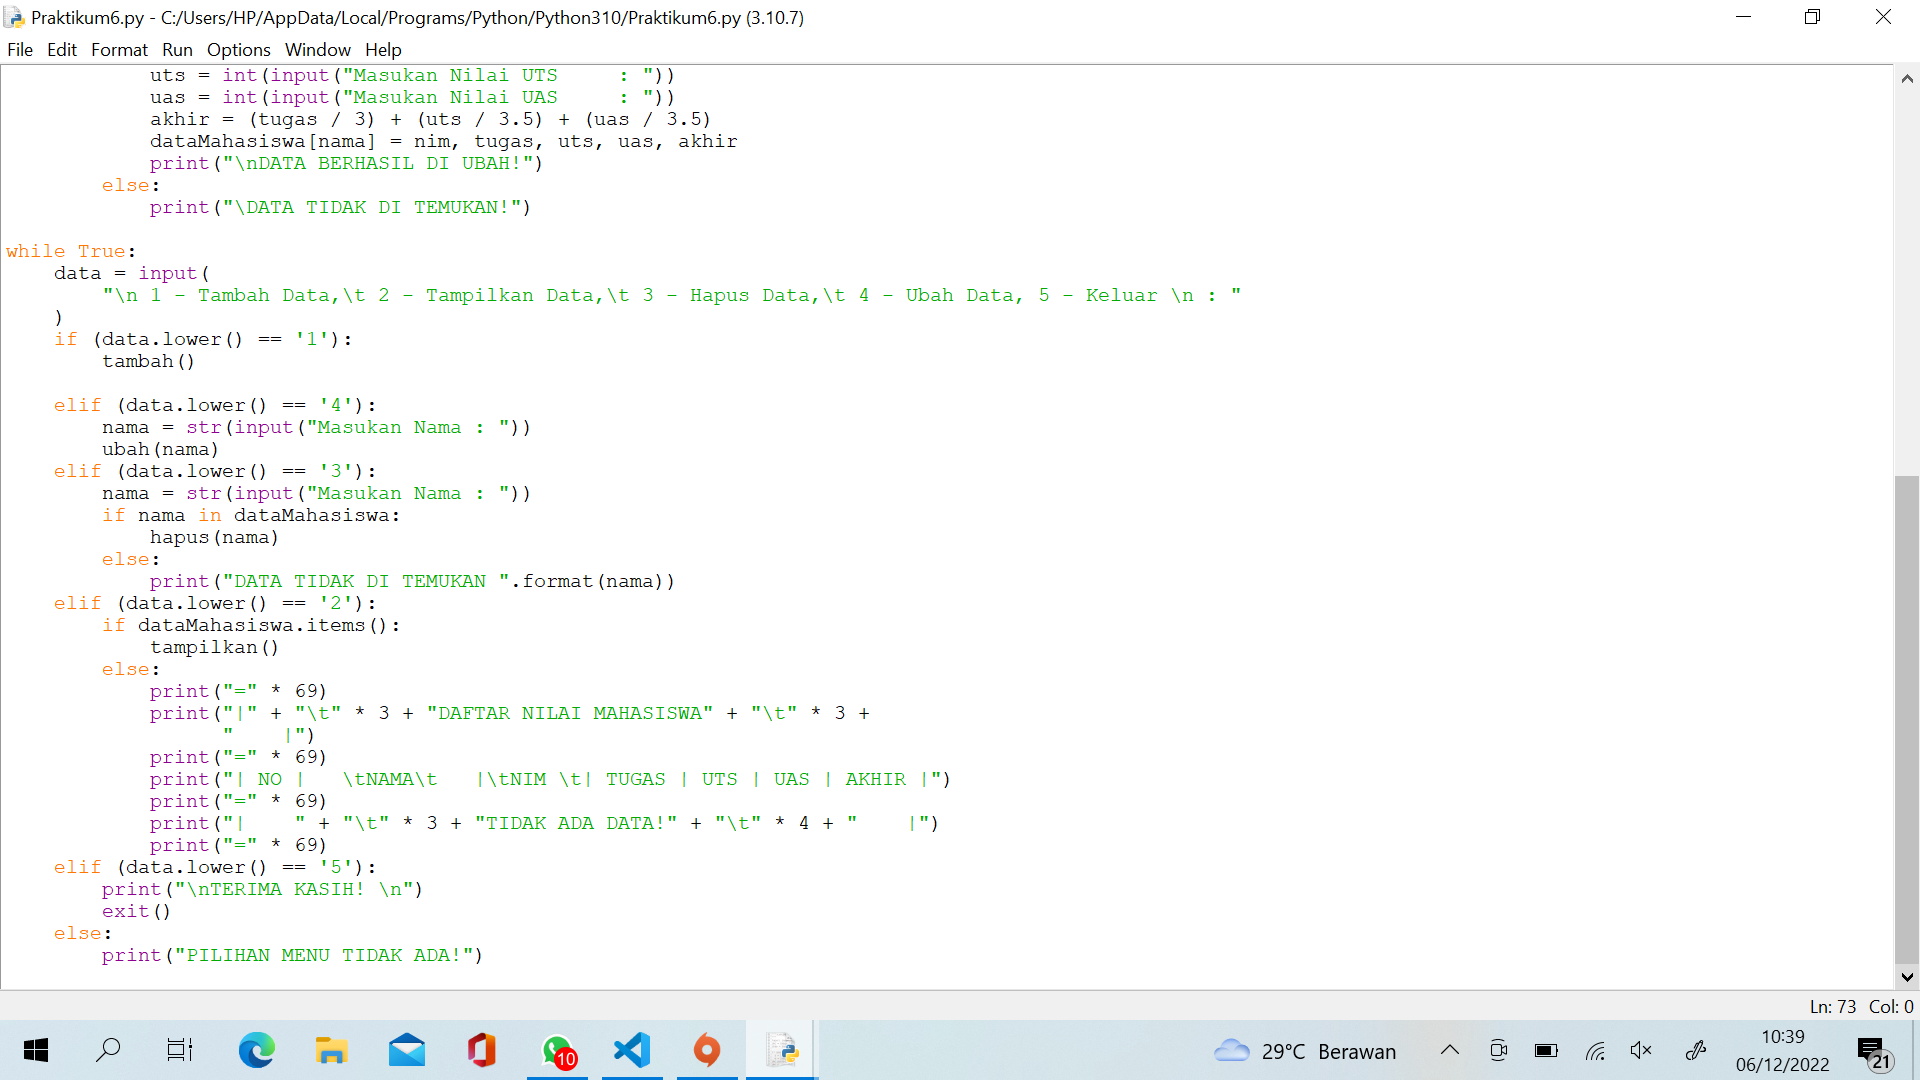 Praktikum6.py - C:/Users/HP/AppData/Local/Programs/Python/Python310/Praktikum6.py (3.10.7)
File Edit Format Run Options Window Help
            uts = int(input("Masukan Nilai UTS     : "))
            uas = int(input("Masukan Nilai UAS     : "))
            akhir = (tugas / 3) + (uts / 3.5) + (uas / 3.5)
            dataMahasiswa[nama] = nim, tugas, uts, uas, akhir
            print("\nDATA BERHASIL DI UBAH!")
        else:
            print("\DATA TIDAK DI TEMUKAN!")

while True:
    data = input(
        "\n 1 - Tambah Data,\t 2 - Tampilkan Data,\t 3 - Hapus Data,\t 4 - Ubah Data, 5 - Keluar \n : "
    )
    if (data.lower() == '1'):
        tambah()

    elif (data.lower() == '4'):
        nama = str(input("Masukan Nama : "))
        ubah(nama)
    elif (data.lower() == '3'):
        nama = str(input("Masukan Nama : "))
        if nama in dataMahasiswa:
            hapus(nama)
        else:
            print("DATA TIDAK DI TEMUKAN ".format(nama))
    elif (data.lower() == '2'):
        if dataMahasiswa.items():
            tampilkan()
        else:
            print("=" * 69)
            print("|" + "\t" * 3 + "DAFTAR NILAI MAHASISWA" + "\t" * 3 +
                  "    |")
            print("=" * 69)
            print("| NO |   \tNAMA\t   |\tNIM \t| TUGAS | UTS | UAS | AKHIR |")
            print("=" * 69)
            print("|    " + "\t" * 3 + "TIDAK ADA DATA!" + "\t" * 4 + "    |")
            print("=" * 69)
    elif (data.lower() == '5'):
        print("\nTERIMA KASIH! \n")
        exit()
    else:
        print("PILIHAN MENU TIDAK ADA!")
Ln: 73 Col: 0
10
29°C Berawan
10:39
06/12/2022
21